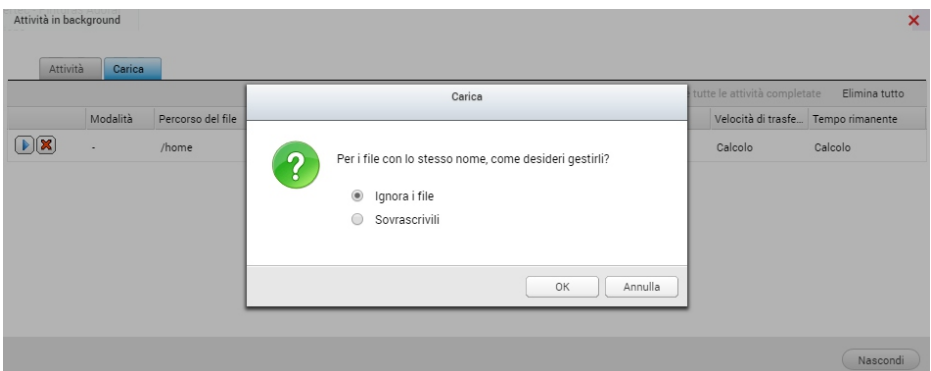 Attività in background
Attività
Carica
Carica
tutte le attività completate
Elimina tutto
Modalità
Percorso del file
Velocità di trasfe...
Tempo rimanente
-
/home
Calcolo
Calcolo
Per i file con lo stesso nome, come desideri gestirli?
Ignora i file
Sovrascrivili
OK
Annulla
Nascondi